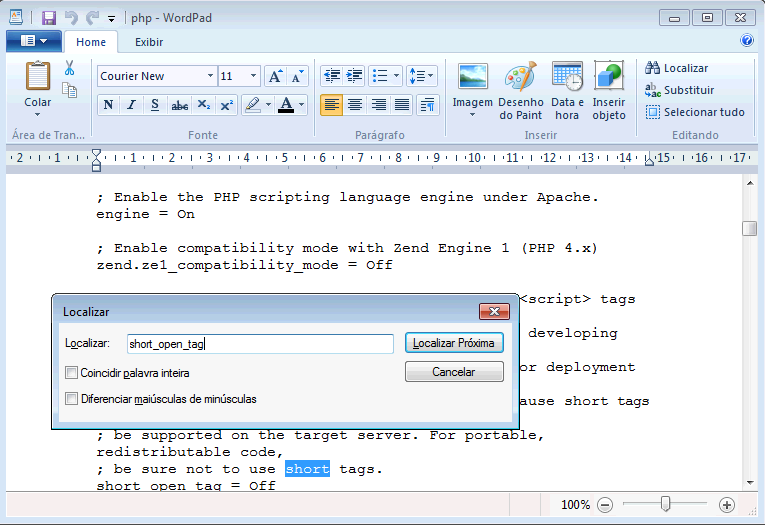 php - WordPad
Home Exibir
Colar
Courier New 11
N I S abc X₂ X²
A A A
Imagem
Desenho do Paint
Data e hora
Inserir objeto
Localizar
Substituir
Selecionar tudo
Área de Tran... Fonte Parágrafo Inserir Editando
2 1 1 2 3 4 5 6 7 8 9 10 11 12 13 14 15 16 17
; Enable the PHP scripting language engine under Apache.
engine = On
; Enable compatibility mode with Zend Engine 1 (PHP 4.x)
zend.ze1_compatibility_mode = Off
<script> tags
developing
or deployment
ause short tags
Localizar
Localizar: short_open_tag Localizar Próxima
Coincidir palavra inteira Cancelar
Diferenciar maiúsculas de minúsculas
; be supported on the target server. For portable,
redistributable code,
; be sure not to use short tags.
short_open_tag = Off
100%